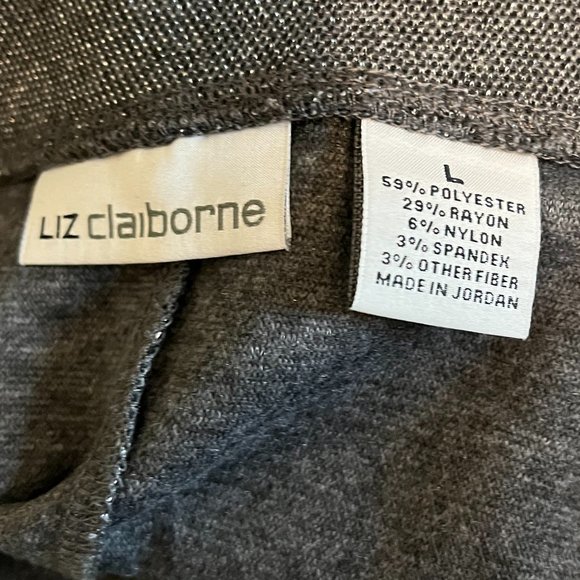 LIZ claiborne
L
59% POLYESTER
29% RAYON
6% NYLON
3% SPANDEX
3% OTHER FIBER
MADE IN JORDAN